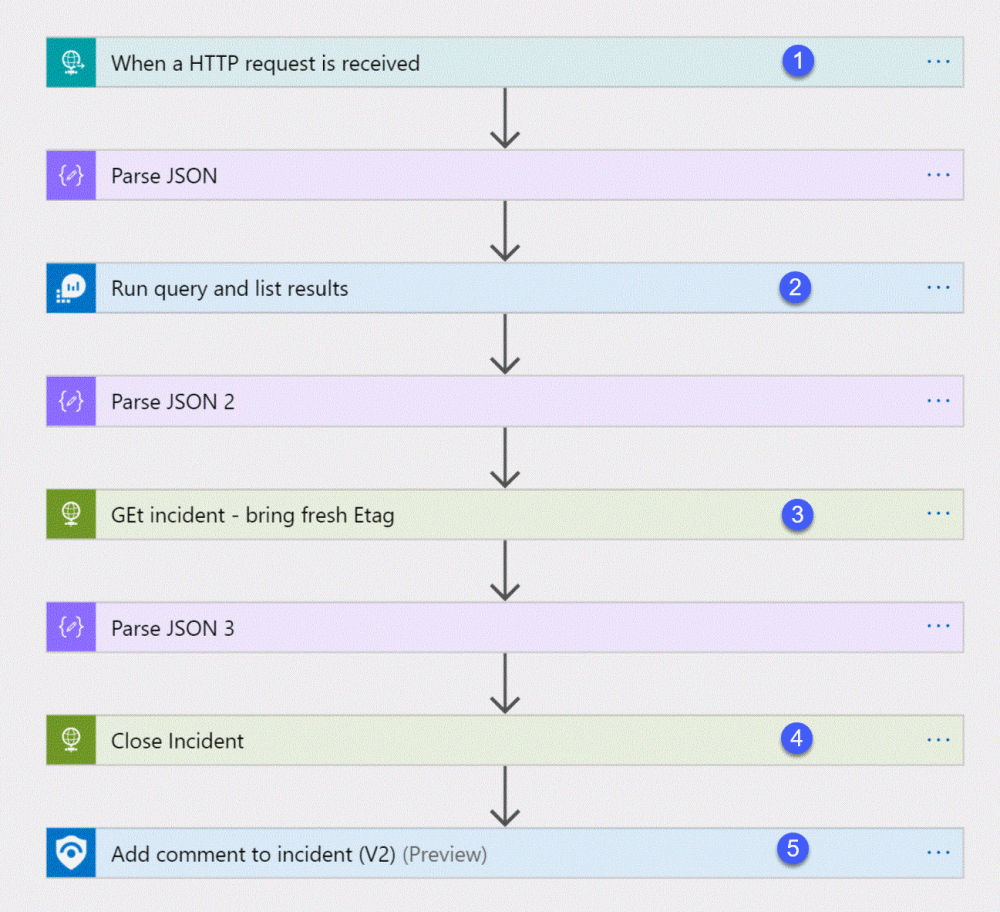 When a HTTP request is received 1 ...
Parse JSON ...
Run query and list results 2 ...
Parse JSON 2 ...
GEt incident - bring fresh Etag 3 ...
Parse JSON 3 ...
Close Incident 4 ...
Add comment to incident (V2) (Preview) 5 ...